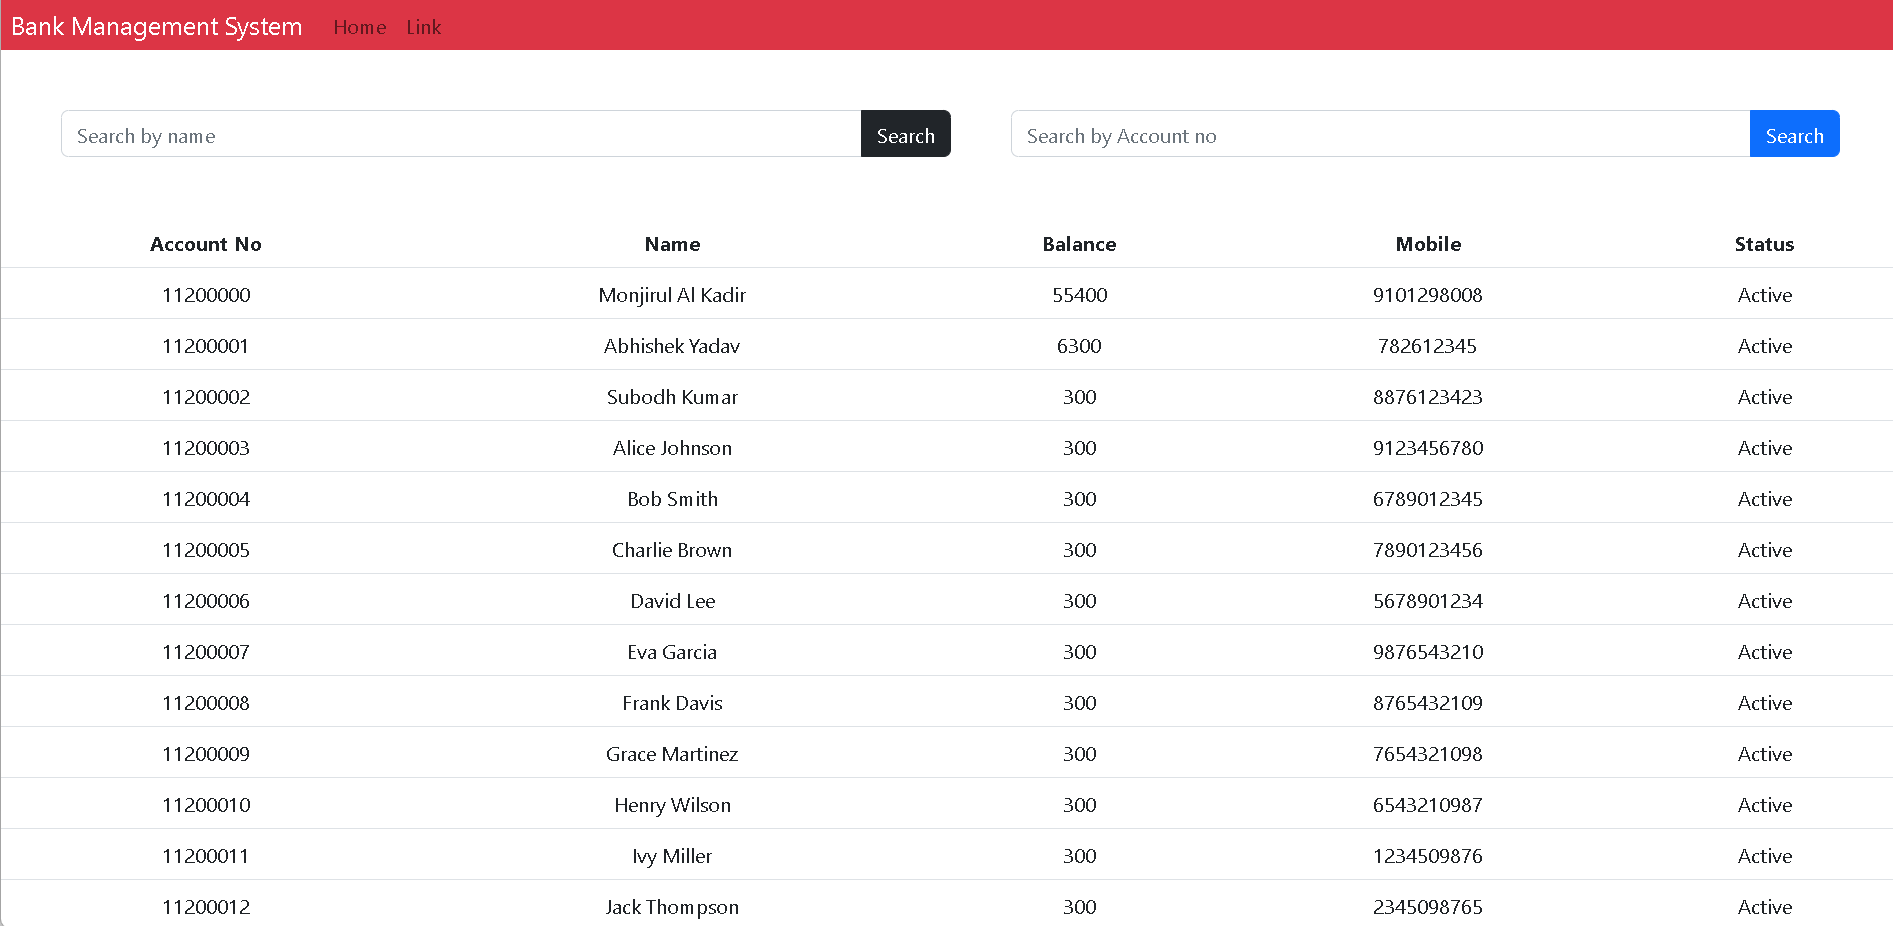 Bank Management System Home Link
Search by name Search Search by Account no Search
Account No Name Balance Mobile Status
11200000 Monjirul Al Kadir 55400 9101298008 Active
11200001 Abhishek Yadav 6300 782612345 Active
11200002 Subodh Kumar 300 8876123423 Active
11200003 Alice Johnson 300 9123456780 Active
11200004 Bob Smith 300 6789012345 Active
11200005 Charlie Brown 300 7890123456 Active
11200006 David Lee 300 5678901234 Active
11200007 Eva Garcia 300 9876543210 Active
11200008 Frank Davis 300 8765432109 Active
11200009 Grace Martinez 300 7654321098 Active
11200010 Henry Wilson 300 6543210987 Active
11200011 Ivy Miller 300 1234509876 Active
11200012 Jack Thompson 300 2345098765 Active